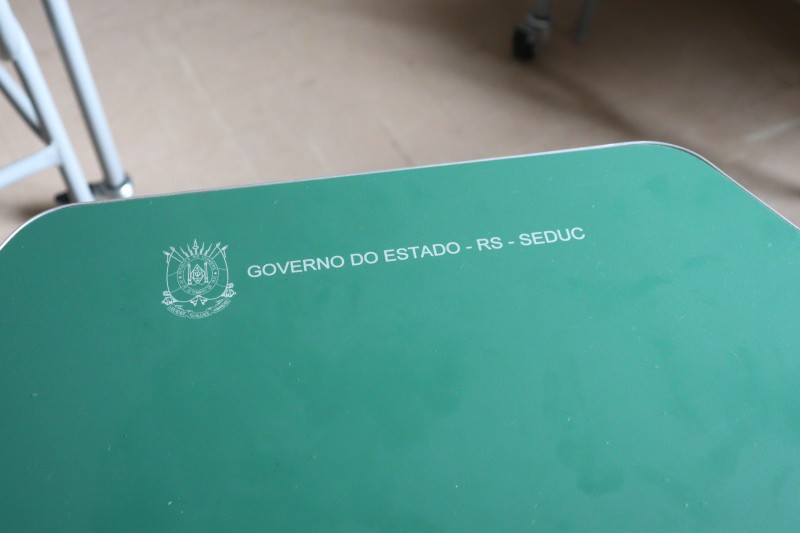 GOVERNO DO ESTADO - RS - SEDUC